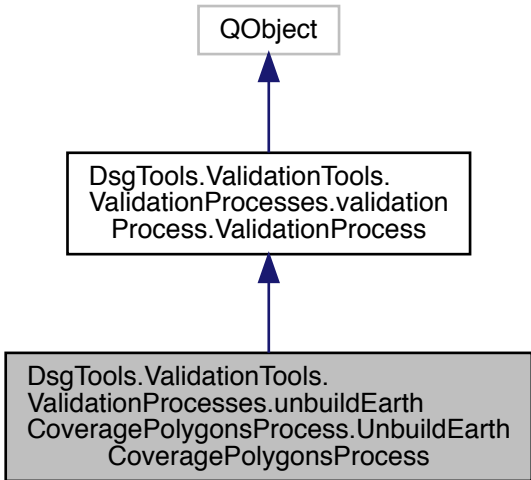 QObject
DsgTools.ValidationTools.
ValidationProcesses.validation
Process.ValidationProcess
DsgTools.ValidationTools.
ValidationProcesses.unbuildEarth
CoveragePolygonsProcess.UnbuildEarth
CoveragePolygonsProcess